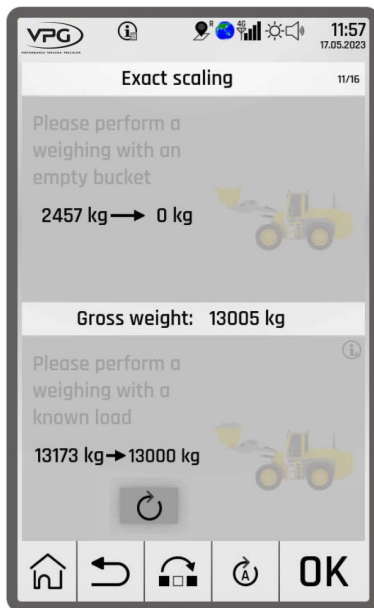 VPG
R
4G
11:57
17.05.2023
Exact scaling
11/16
Please perform a
weighing with an
empty bucket
2457 kg → 0 kg
Gross weight: 13005 kg
Please perform a
weighing with a
known load
13173 kg → 13000 kg
A
OK